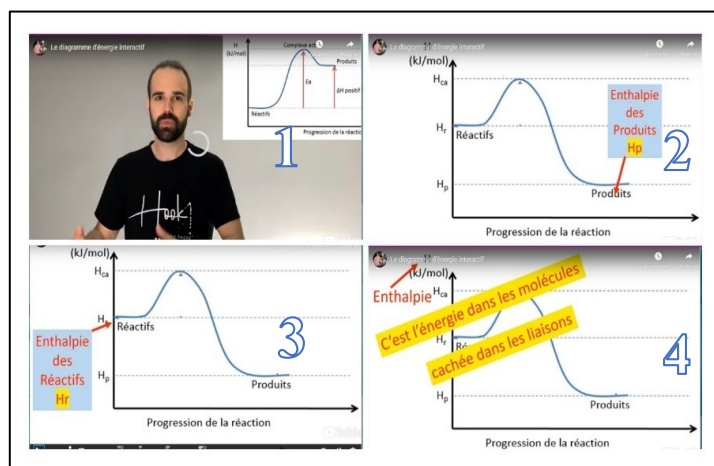 Le diagramme d'énergie interactif
H
(kJ/mol)
Complexe act
Produits
Ea
ΔH positif
Réactifs
Progression de la réaction
Hook
1
Le diagramme d'énergie interactif
(kJ/mol)
Hca
Enthalpie
des
Produits
Hp
Hr
Réactifs
2
Hp
Produits
Progression de la réaction
(kJ/mol)
Hca
H
Réactifs
Enthalpie
des
Réactifs
Hr
3
Hp
Produits
Progression de la réaction
Le diagramme d'énergie interactif
(kJ/mol)
Enthalpie
Hca
C'est l'énergie dans les molécules
cachée dans les liaisons
Hr
Ré
4
Hp
Produits
Progression de la réaction